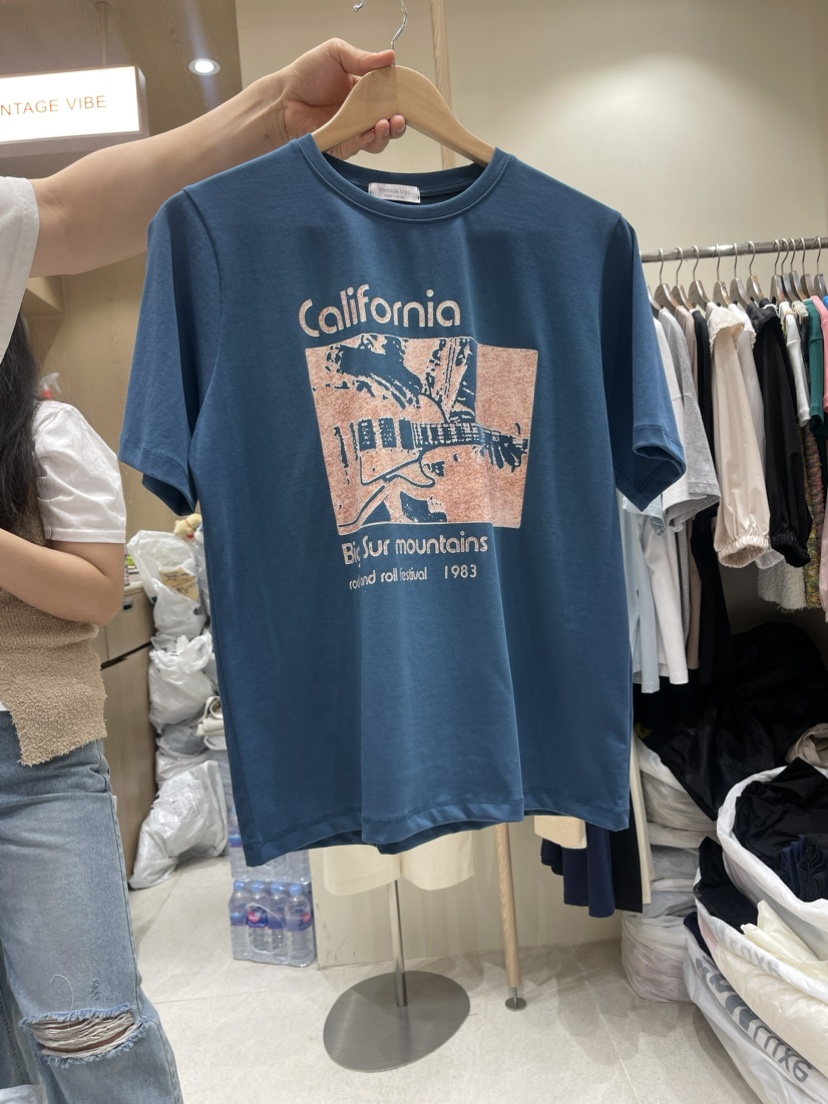 NTAGE VIBE
California
Big Sur mountains
rock and roll festival 1983